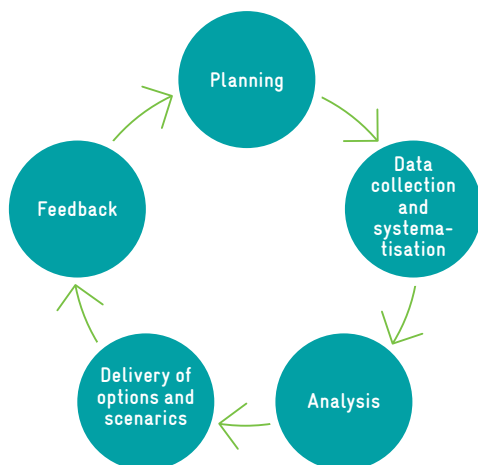 Planning
Data
collection
and
systema-
tisation
Analysis
Delivery of
options and
scenarics
Feedback